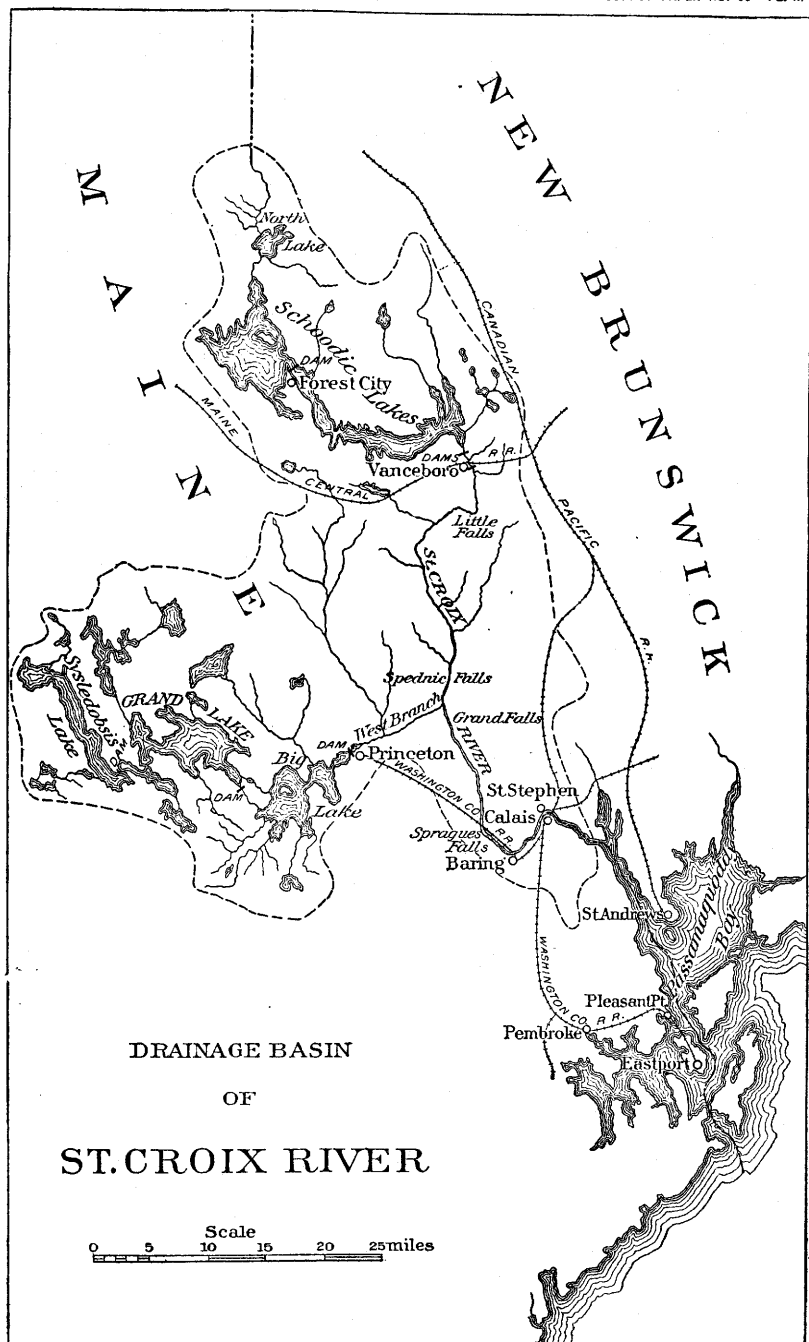 MAINE
NEW BRUNSWICK
North
Lake
Schoodic
Lakes
DAM
Forest City
CANADIAN
PACIFIC
R.R.
MAINE
CENTRAL
R.R.
DAMS
Vanceboro
Little
Falls
St. CROIX
RIVER
Spednic Falls
West Branch
Grand Falls
Sysledobsis
Lake
GRAND
LAKE
DAM
Princeton
Big
Lake
DAM
WASHINGTON CO. R.R.
St. Stephen
Calais
Spragues
Falls
Baring
St. Andrews
Passamaquoddy
Bay
WASHINGTON CO. R.R.
Pleasant Pt.
Pembroke
Eastport
DRAINAGE BASIN
OF
ST. CROIX RIVER
Scale
0 5 10 15 20 25 miles